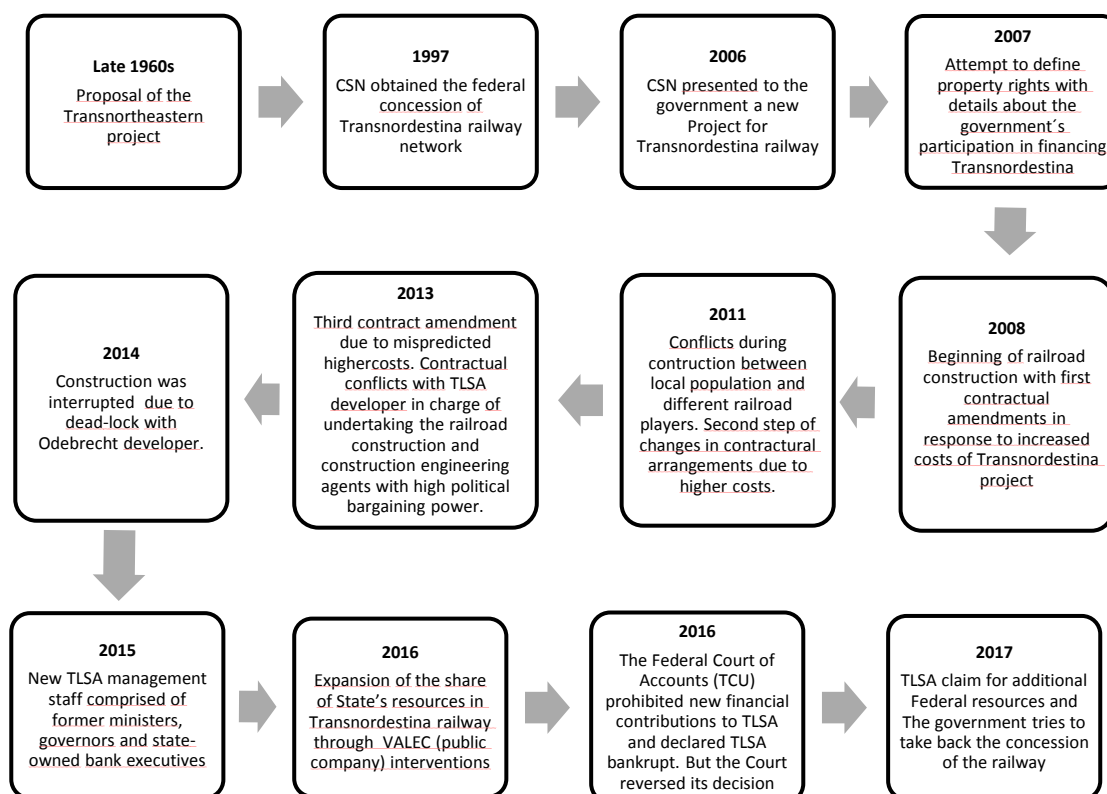 Late 1960s
Proposal of the
Transnortheastern
project
1997
CSN obtained the federal
concession of
Transnordestina railway
network
2006
CSN presented to the
government a new
Project for
Transnordestina railway
2007
Attempt to define
property rights with
details about the
government´s
participation in financing
Transnordestina
2008
Beginning of railroad
construction with first
contractual
amendments in
response to increased
costs of Transnordestina
project
2011
Conflicts during
contruction between
local population and
different railroad
players. Second step of
changes in contractural
arrangements due to
higher costs.
2013
Third contract amendment
due to mispredicted
highercosts. Contractual
conflicts with TLSA
developer in charge of
undertaking the railroad
construction and
construction engineering
agents with high political
bargaining power.
2014
Construction was
interrupted due to
dead-lock with
Odebrecht developer.
2015
New TLSA management
staff comprised of
former ministers,
governors and state-
owned bank executives
2016
Expansion of the share
of State’s resources in
Transnordestina railway
through VALEC (public
company) interventions
2016
The Federal Court of
Accounts (TCU)
prohibited new financial
contributions to TLSA
and declared TLSA
bankrupt. But the Court
reversed its decision
2017
TLSA claim for additional
Federal resources and
The government tries to
take back the concession
of the railway